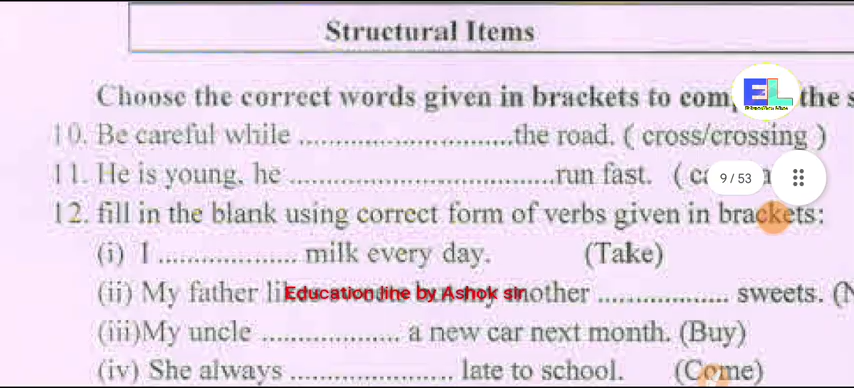 Structural Items
Choose the correct words given in brackets to com the s
EL
10. Be careful while ..............................the road. ( cross/crossing )
11. He is young, he .....................................run fast. ( ca
9 / 53
12. fill in the blank using correct form of verbs given in brackets:
(i) I .................... milk every day. (Take)
(ii) My father li mother ................... sweets. (N
Education line by Ashok sir
(iii)My uncle .................... a new car next month. (Buy)
(iv) She always ....................... late to school. (Come)